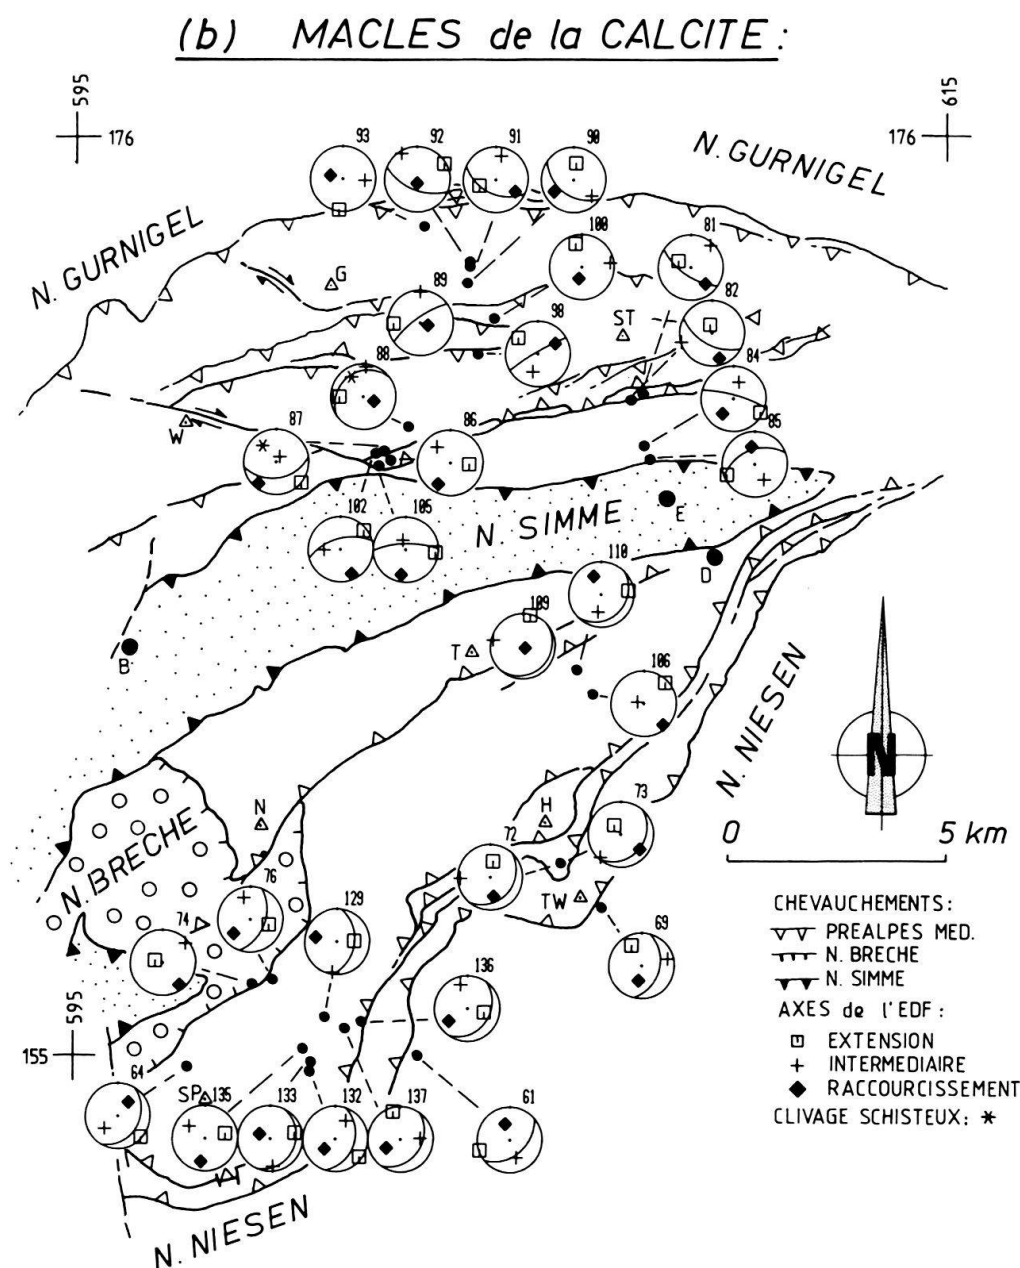 (b) MACLES de la CALCITE:
595
615
176
176
93
92
91
90
N. GURNIGEL
N. GURNIGEL
100
81
G
89
82
ST
98
88
84
W
87
86
85
102
105
N. SIMME
E
110
D
109
B
T
106
N. NIESEN
N
N
H
73
0
5 km
N. BRECHE
72
76
TW
129
74
69
136
CHEVAUCHEMENTS:
PREALPES MED.
N. BRECHE
N. SIMME
AXES de l'EDF:
EXTENSION
INTERMEDIAIRE
RACCOURCISSEMENT
CLIVAGE SCHISTEUX: *
595
155
64
SP
135
133
132
137
61
N. NIESEN